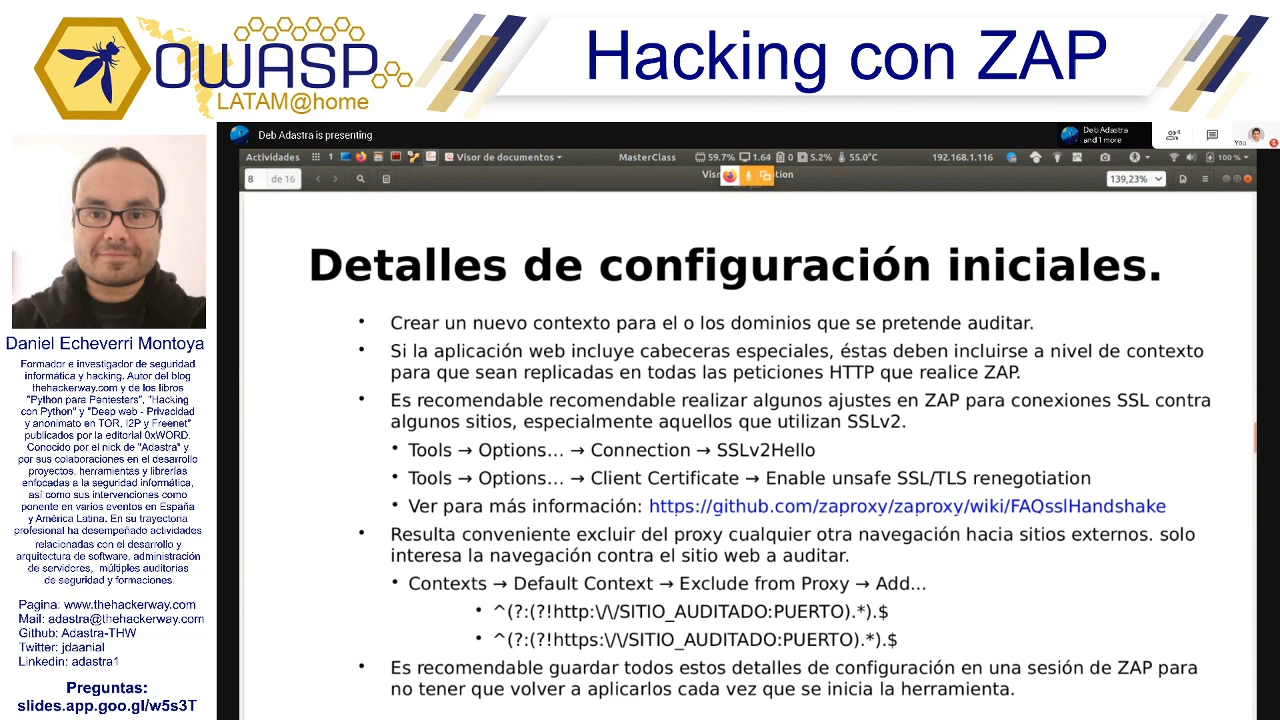 OWASP
LATAM@home
Hacking con ZAP
Deb Adastra is presenting
Deb Adastra
and 1 more
You
Actividades
1
Visor de documentos
MasterClass
59.7%
1.64
0
5.2%
55.0°C
192.168.1.116
100 %
8
de 16
139,23%
Detalles de configuración iniciales.
• Crear un nuevo contexto para el o los dominios que se pretende auditar.
• Si la aplicación web incluye cabeceras especiales, éstas deben incluirse a nivel de contexto
para que sean replicadas en todas las peticiones HTTP que realice ZAP.
• Es recomendable recomendable realizar algunos ajustes en ZAP para conexiones SSL contra
algunos sitios, especialmente aquellos que utilizan SSLv2.
• Tools → Options... → Connection → SSLv2Hello
• Tools → Options... → Client Certificate → Enable unsafe SSL/TLS renegotiation
• Ver para más información: https://github.com/zaproxy/zaproxy/wiki/FAQsslHandshake
• Resulta conveniente excluir del proxy cualquier otra navegación hacia sitios externos. solo
interesa la navegación contra el sitio web a auditar.
• Contexts → Default Context → Exclude from Proxy → Add...
• ^(?:(?!http:\/\/SITIO_AUDITADO:PUERTO).*).$
• ^(?:(?!https:\/\/SITIO_AUDITADO:PUERTO).*).$
• Es recomendable guardar todos estos detalles de configuración en una sesión de ZAP para
no tener que volver a aplicarlos cada vez que se inicia la herramienta.
Daniel Echeverri Montoya
Formador e investigador de seguridad
informática y hacking. Autor del blog
thehackerway.com y de los libros
"Python para Pentesters", "Hacking
con Python" y "Deep web - Privacidad
y anonimato en TOR, I2P y Freenet"
publicados por la editorial 0xWORD.
Conocido por el nick de "Adastra" y
por sus colaboraciones en el desarrollo
proyectos, herramientas y librerías
enfocadas a la seguridad informática,
así como sus intervenciones como
ponente en varios eventos en España
y América Latina. En su trayectoria
profesional ha desempeñado actividades
relacionadas con el desarrollo y
arquitectura de software, administración
de servidores, múltiples auditorías
de seguridad y formaciones.
Pagina: www.thehackerway.com
Mail: adastra@thehackerway.com
Github: Adastra-THW
Twitter: jdaanial
Linkedin: adastra1
Preguntas:
slides.app.goo.gl/w5s3T